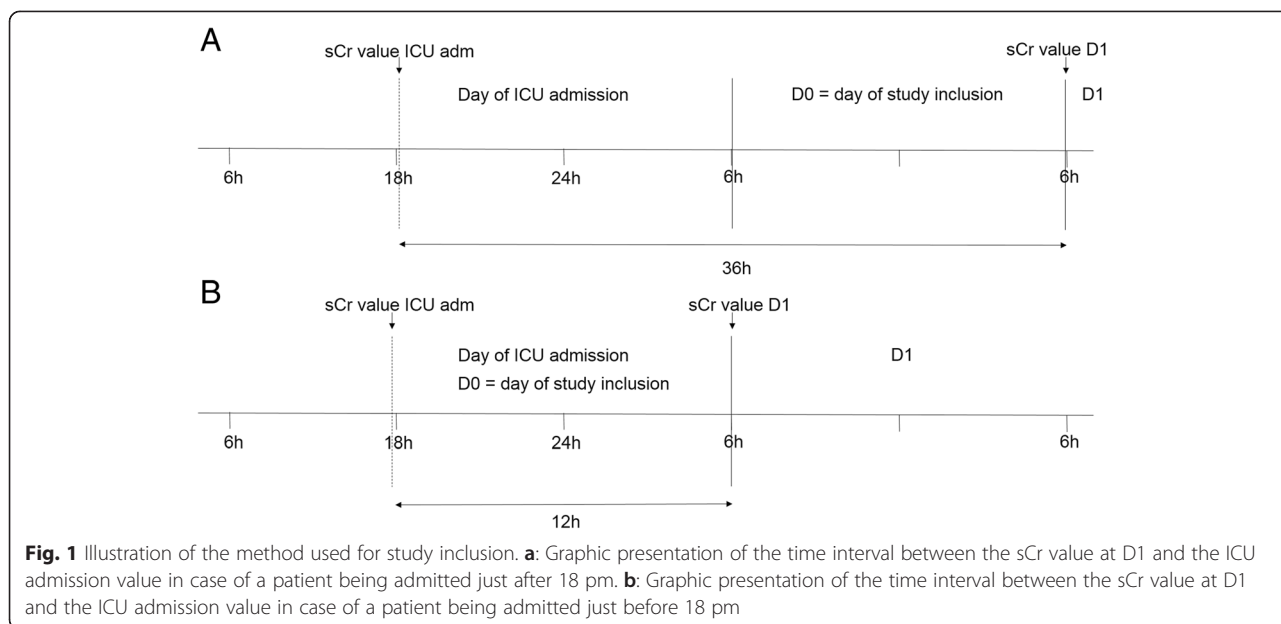 A
sCr value ICU adm
sCr value D1
Day of ICU admission
D0 = day of study inclusion
D1
6h
18h
24h
6h
6h
36h
B
sCr value ICU adm
sCr value D1
Day of ICU admission
D1
D0 = day of study inclusion
6h
18h
24h
6h
6h
12h
Fig. 1 Illustration of the method used for study inclusion. a: Graphic presentation of the time interval between the sCr value at D1 and the ICU
admission value in case of a patient being admitted just after 18 pm. b: Graphic presentation of the time interval between the sCr value at D1
and the ICU admission value in case of a patient being admitted just before 18 pm